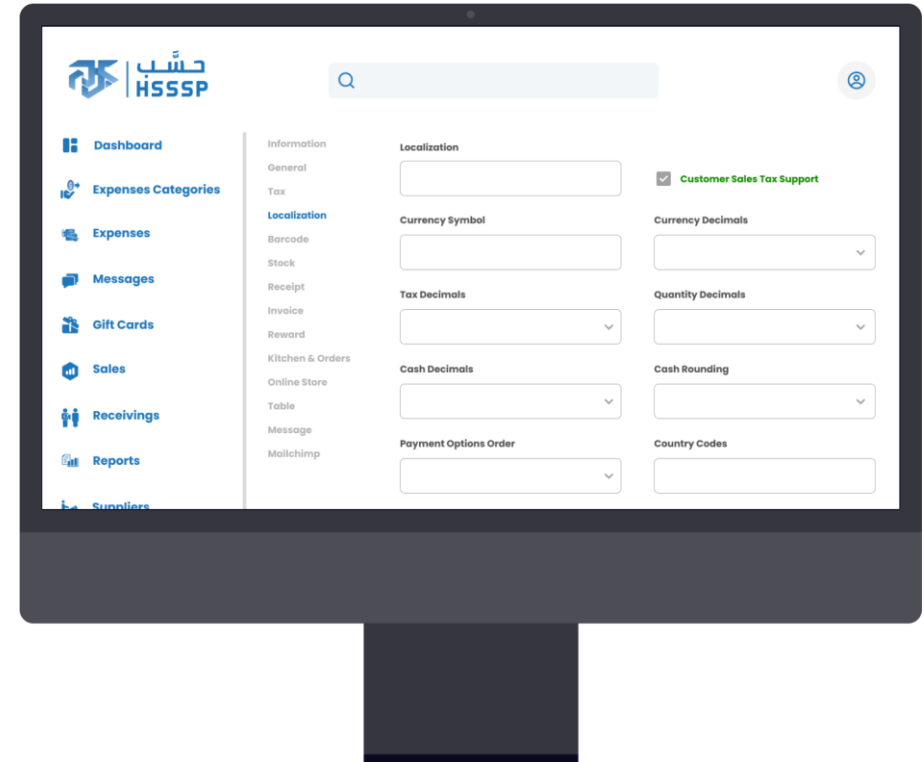 حسَّب
HSSSP
Dashboard
Expenses Categories
Expenses
Messages
Gift Cards
Sales
Receivings
Reports
Suppliers
Information
General
Tax
Localization
Barcode
Stock
Receipt
Invoice
Reward
Kitchen & Orders
Online Store
Table
Message
Mailchimp
Localization
Customer Sales Tax Support
Currency Symbol
Currency Decimals
Tax Decimals
Quantity Decimals
Cash Decimals
Cash Rounding
Payment Options Order
Country Codes